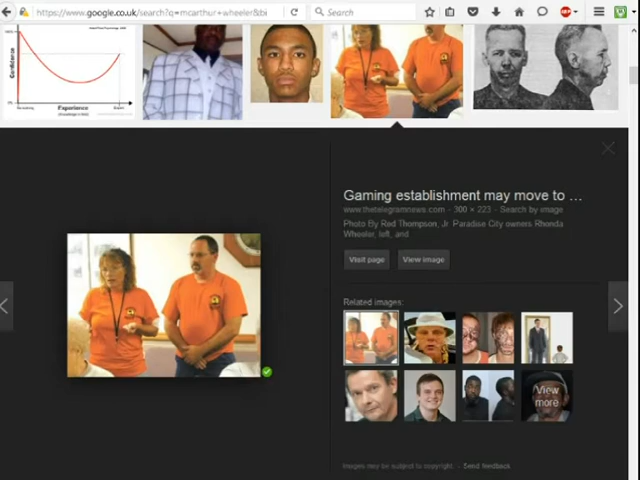 https://www.google.co.uk/search?q=mcarthur+wheeler&bi
Search
ABP
Confidence
Experience
Gaming establishment may move to ...
www.thetelegramnews.com - 300 × 223 - Search by image
Photo By Red Thompson, Jr. Paradise City owners Rhonda
Wheeler, left, and
Visit page
View image
Related images:
View
more
Images may be subject to copyright. - Send feedback